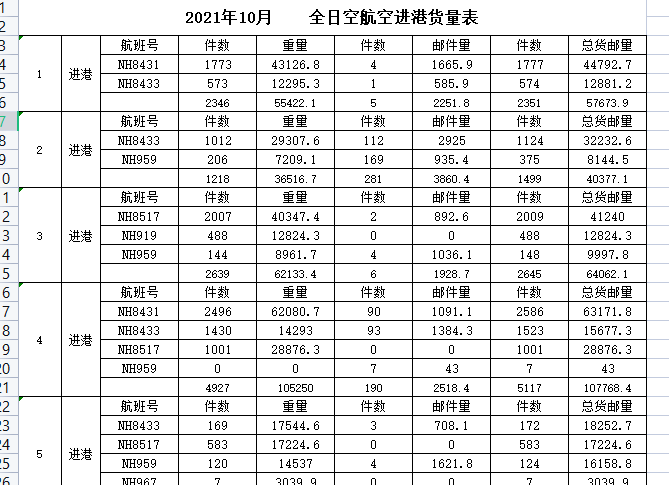 2021年10月 全日空航空进港货量表
航班号 件数 重量 件数 邮件量 件数 总货邮量
NH8431 1773 43126.8 4 1665.9 1777 44792.7
1 进港 NH8433 573 12295.3 1 585.9 574 12881.2
2346 55422.1 5 2251.8 2351 57673.9
航班号 件数 重量 件数 邮件量 件数 总货邮量
NH8433 1012 29307.6 112 2925 1124 32232.6
2 进港 NH959 206 7209.1 169 935.4 375 8144.5
1218 36516.7 281 3860.4 1499 40377.1
航班号 件数 重量 件数 邮件量 件数 总货邮量
NH8517 2007 40347.4 2 892.6 2009 41240
3 进港 NH919 488 12824.3 0 0 488 12824.3
NH959 144 8961.7 4 1036.1 148 9997.8
2639 62133.4 6 1928.7 2645 64062.1
航班号 件数 重量 件数 邮件量 件数 总货邮量
NH8431 2496 62080.7 90 1091.1 2586 63171.8
NH8433 1430 14293 93 1384.3 1523 15677.3
4 进港 NH8517 1001 28876.3 0 0 1001 28876.3
NH959 0 0 7 43 7 43
4927 105250 190 2518.4 5117 107768.4
航班号 件数 重量 件数 邮件量 件数 总货邮量
NH8433 169 17544.6 3 708.1 172 18252.7
NH8517 583 17224.6 0 0 583 17224.6
5 进港 NH959 120 14537 4 1621.8 124 16158.8
NH967 7 3039.9 0 0 7 3039.9